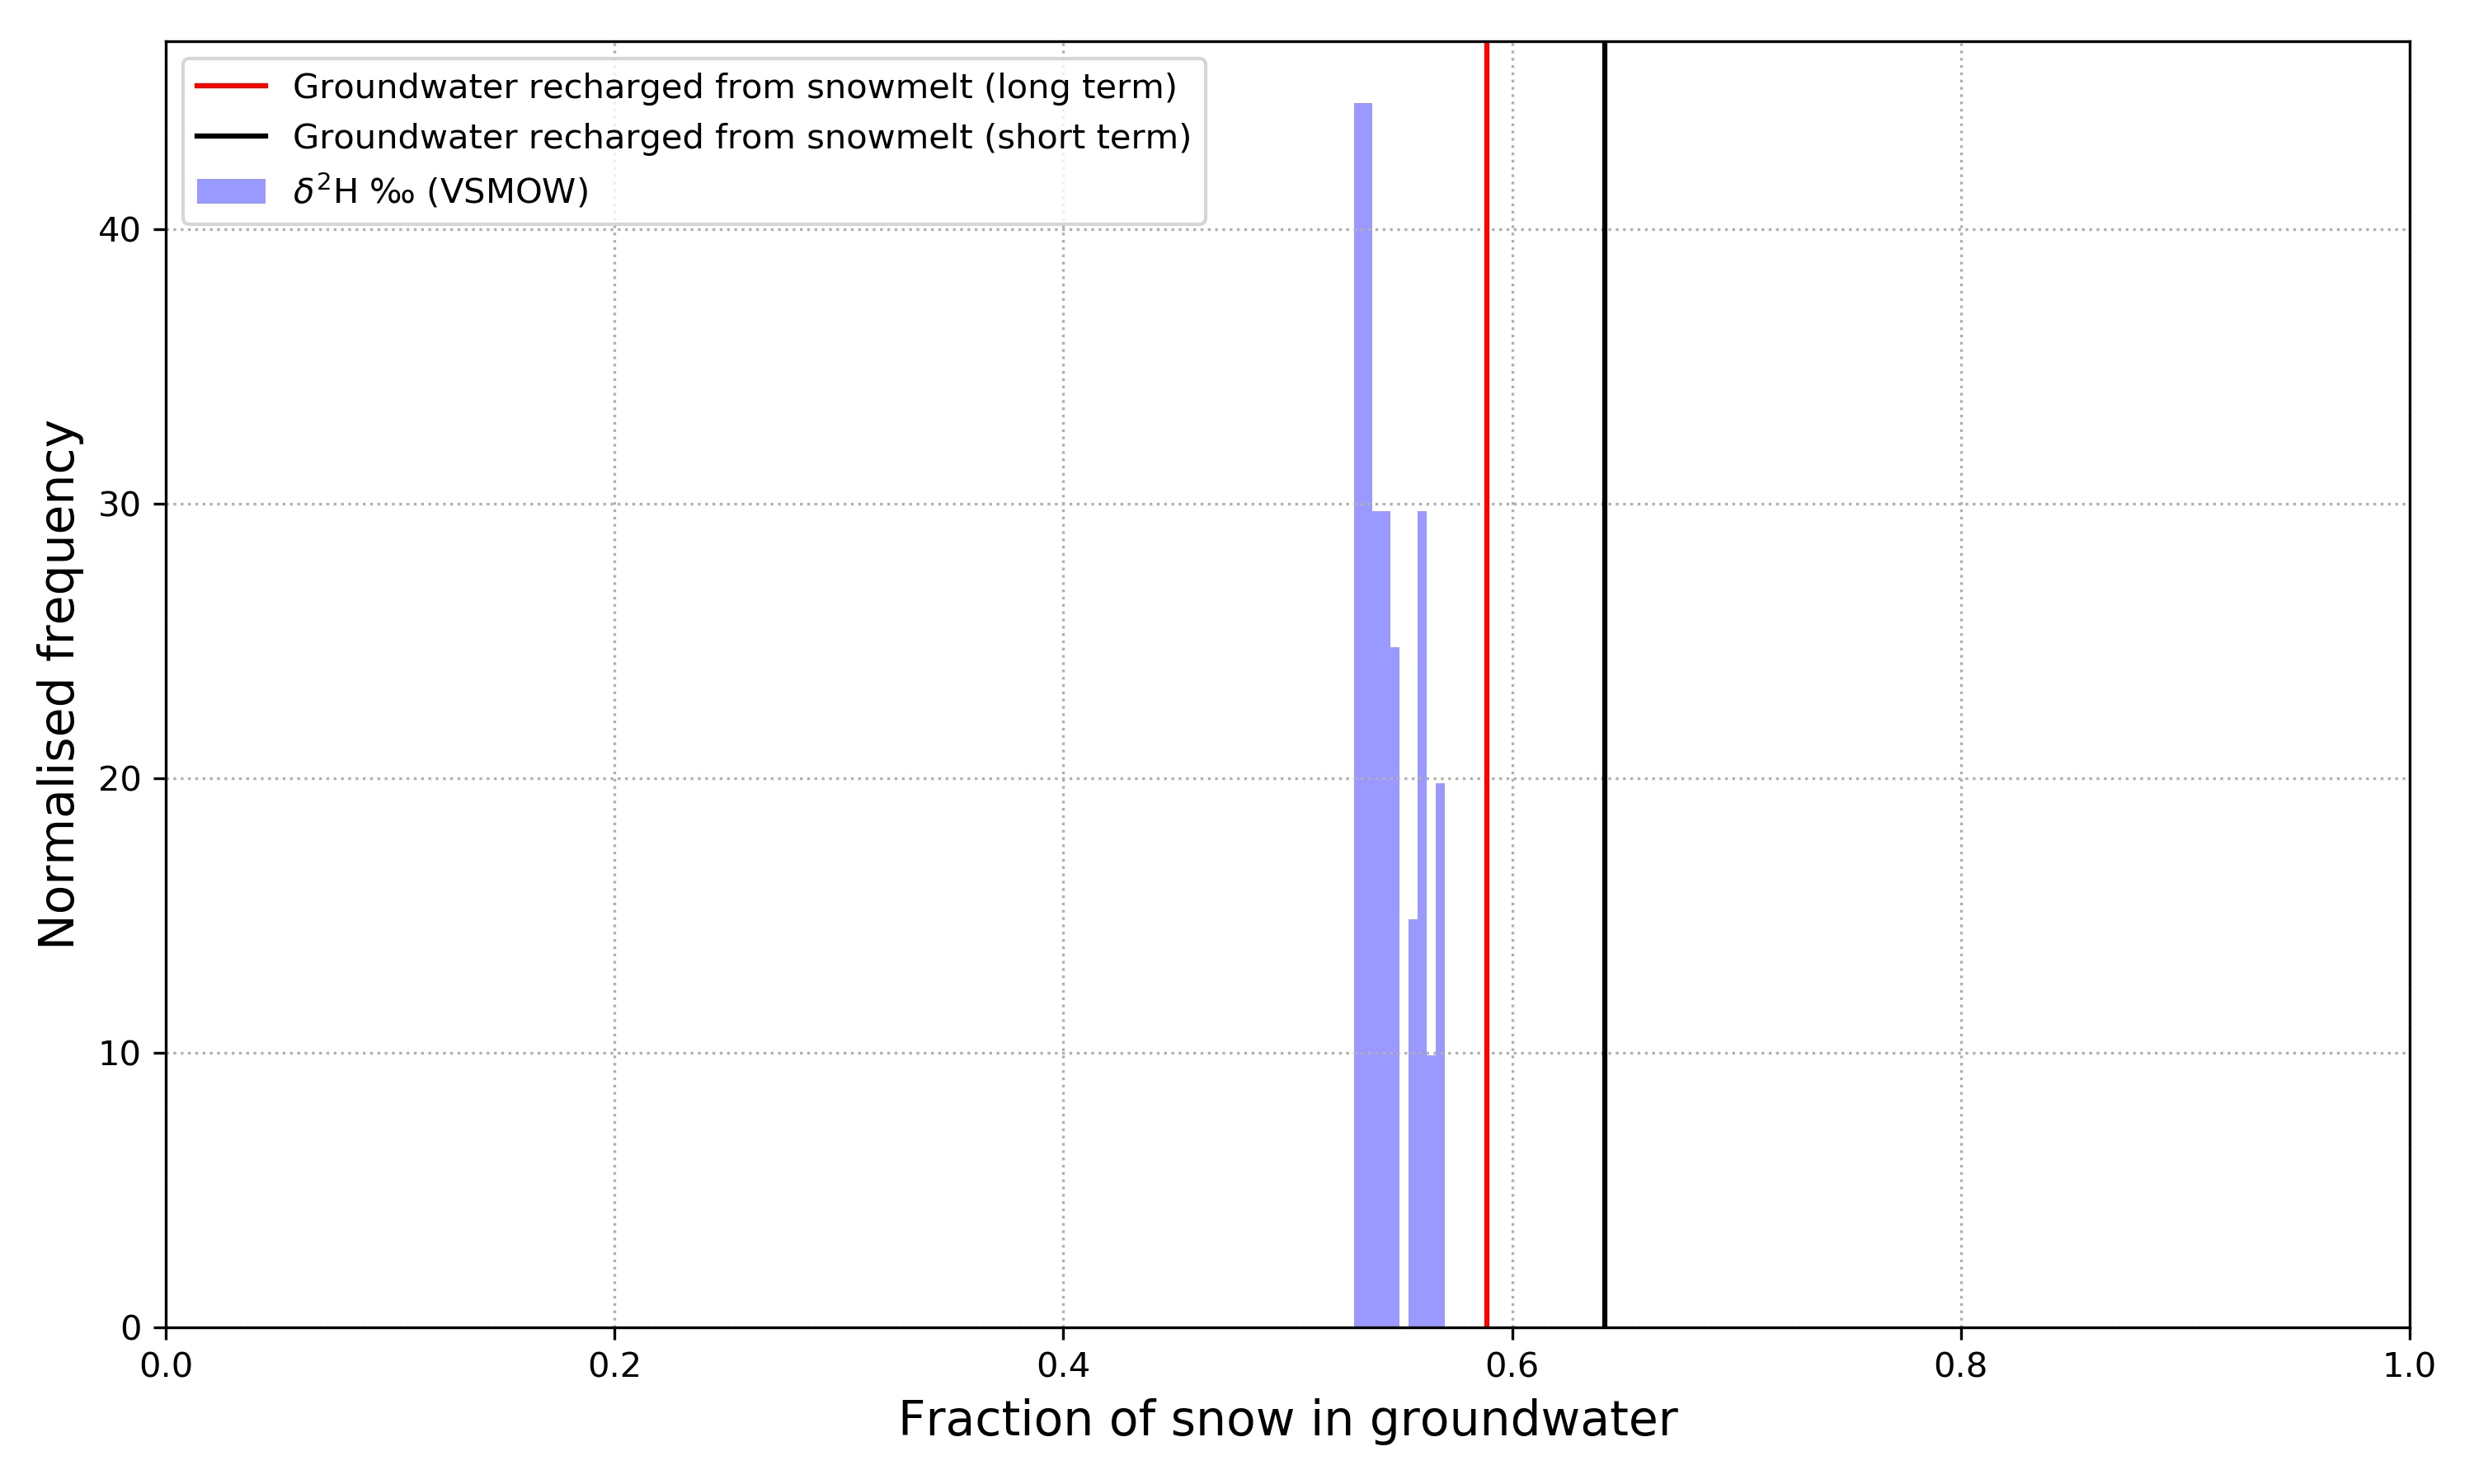 Groundwater recharged from snowmelt (long term)
Groundwater recharged from snowmelt (short term)
δ²H ‰ (VSMOW)
40
30
20
10
0
Normalised frequency
0.0 0.2 0.4 0.6 0.8 1.0
Fraction of snow in groundwater